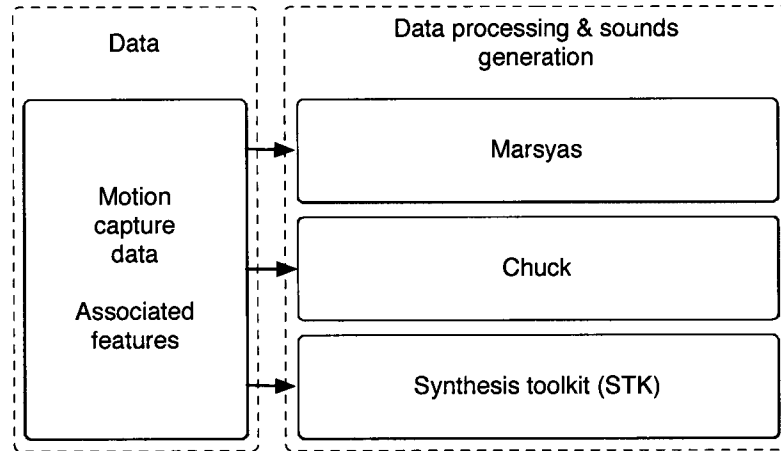 Data
Data processing & sounds
generation
Motion
capture
data
Associated
features
Marsyas
Chuck
Synthesis toolkit (STK)